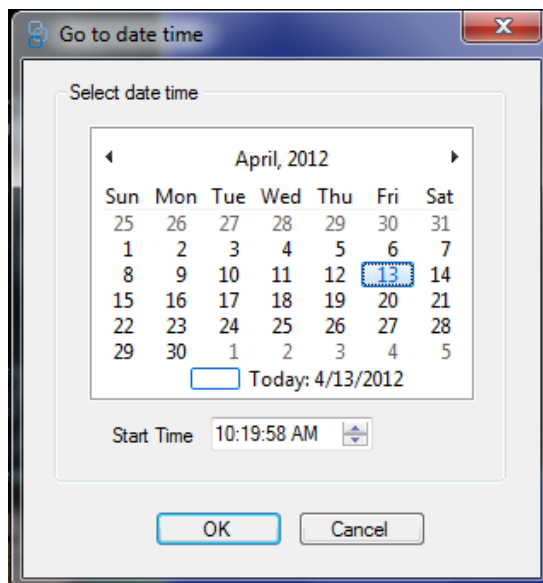 Go to date time
Select date time
April, 2012
Sun Mon Tue Wed Thu Fri Sat
25 26 27 28 29 30 31
1 2 3 4 5 6 7
8 9 10 11 12 13 14
15 16 17 18 19 20 21
22 23 24 25 26 27 28
29 30 1 2 3 4 5
Today: 4/13/2012
Start Time 10:19:58 AM
OK Cancel